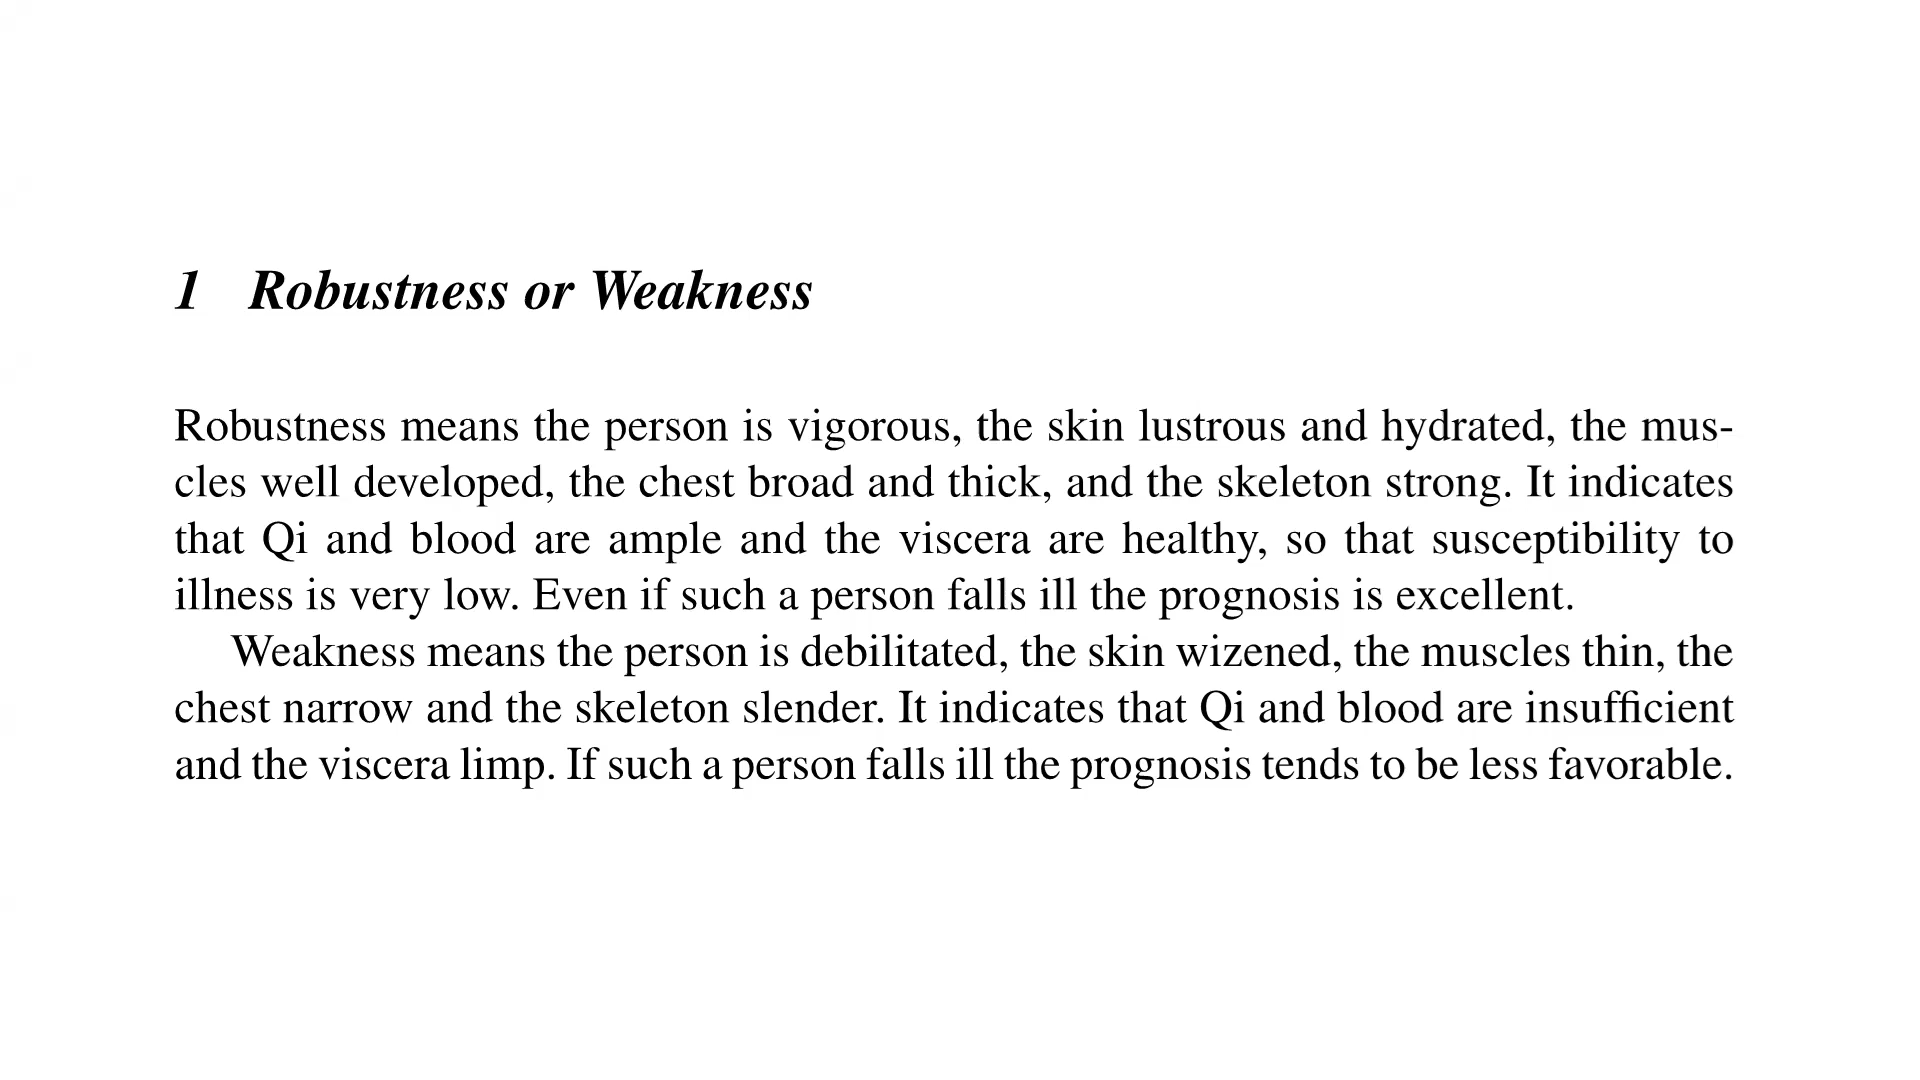 1 Robustness or Weakness
Robustness means the person is vigorous, the skin lustrous and hydrated, the mus-
cles well developed, the chest broad and thick, and the skeleton strong. It indicates
that Qi and blood are ample and the viscera are healthy, so that susceptibility to
illness is very low. Even if such a person falls ill the prognosis is excellent.
Weakness means the person is debilitated, the skin wizened, the muscles thin, the
chest narrow and the skeleton slender. It indicates that Qi and blood are insufficient
and the viscera limp. If such a person falls ill the prognosis tends to be less favorable.